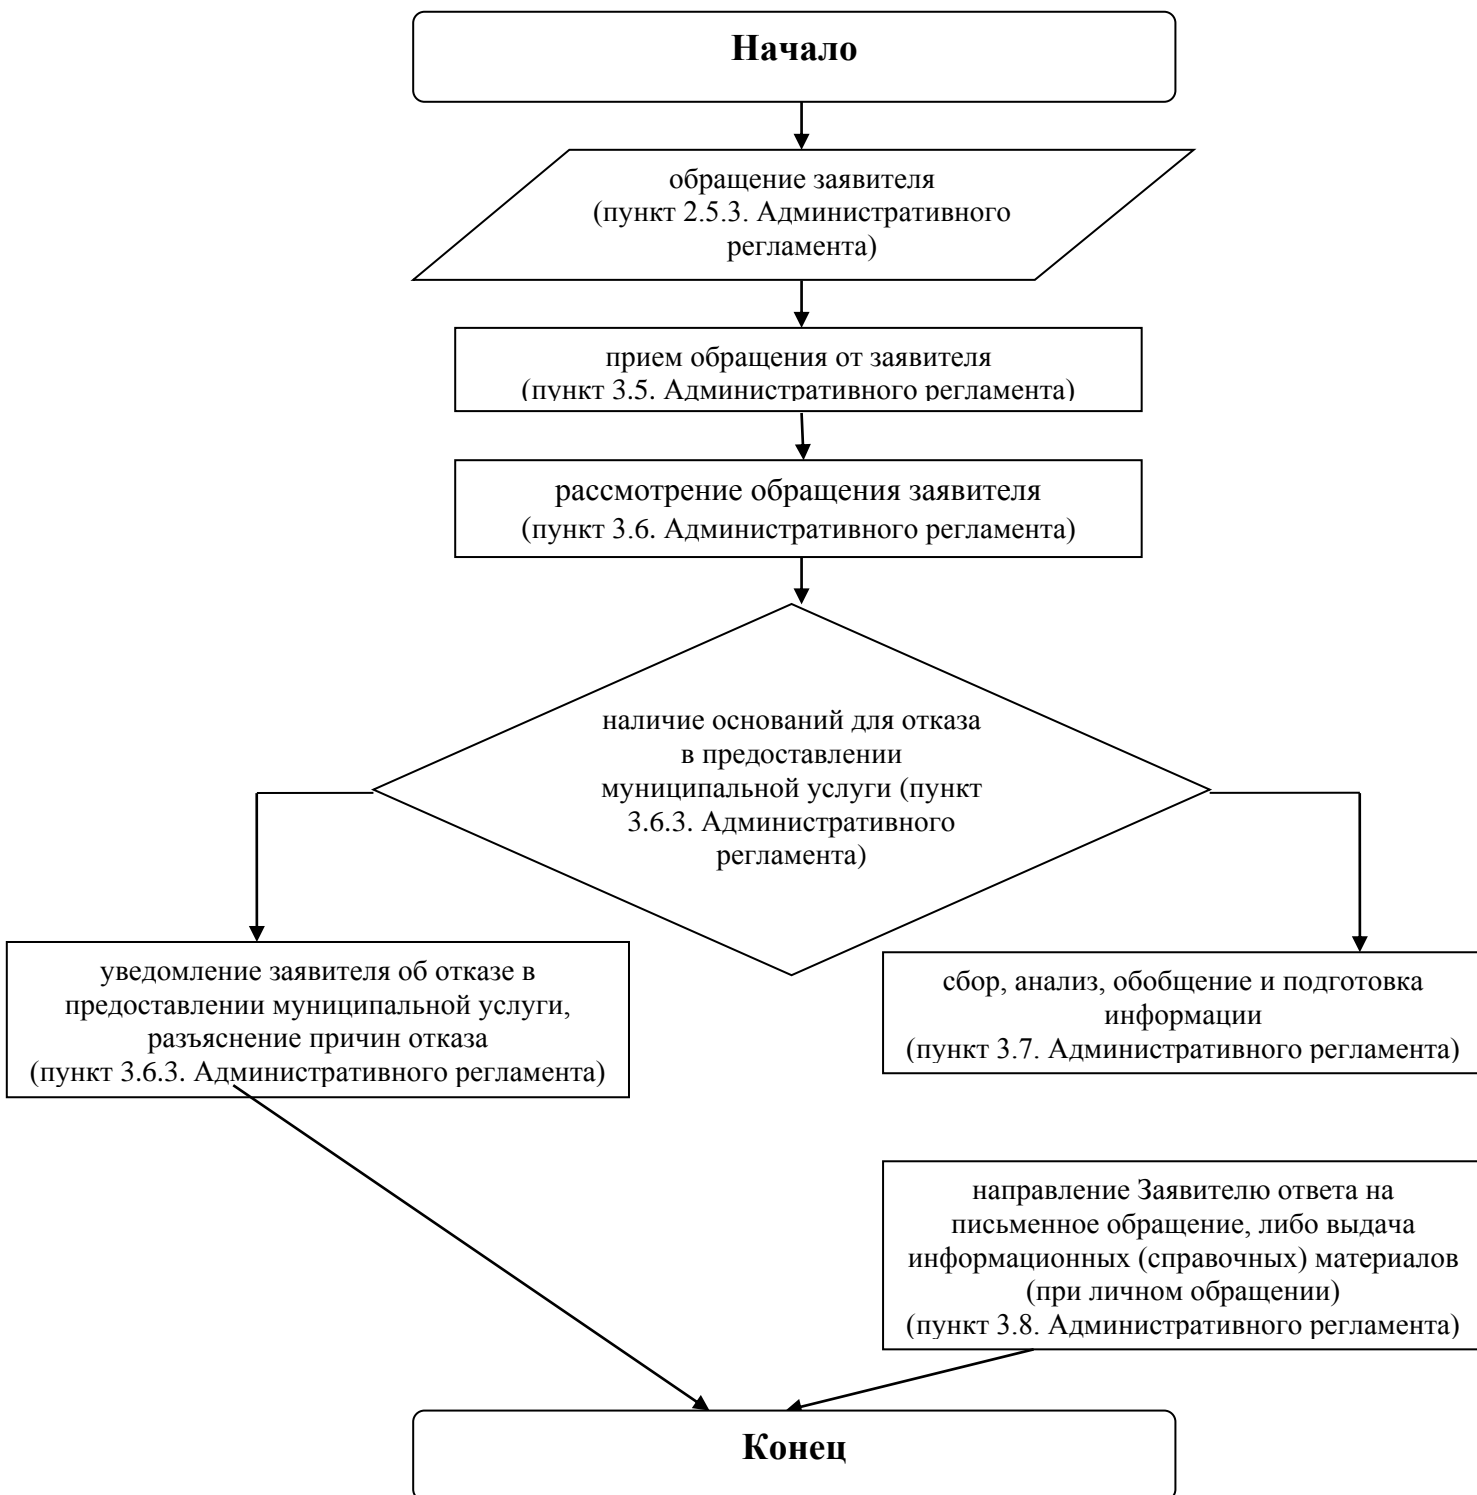 Начало
обращение заявителя
(пункт 2.5.3. Административного
регламента)
прием обращения от заявителя
(пункт 3.5. Административного регламента)
рассмотрение обращения заявителя
(пункт 3.6. Административного регламента)
наличие оснований для отказа
в предоставлении
муниципальной услуги (пункт
3.6.3. Административного
регламента)
уведомление заявителя об отказе в
предоставлении муниципальной услуги,
разъяснение причин отказа
(пункт 3.6.3. Административного регламента)
сбор, анализ, обобщение и подготовка
информации
(пункт 3.7. Административного регламента)
направление Заявителю ответа на
письменное обращение, либо выдача
информационных (справочных) материалов
(при личном обращении)
(пункт 3.8. Административного регламента)
Конец